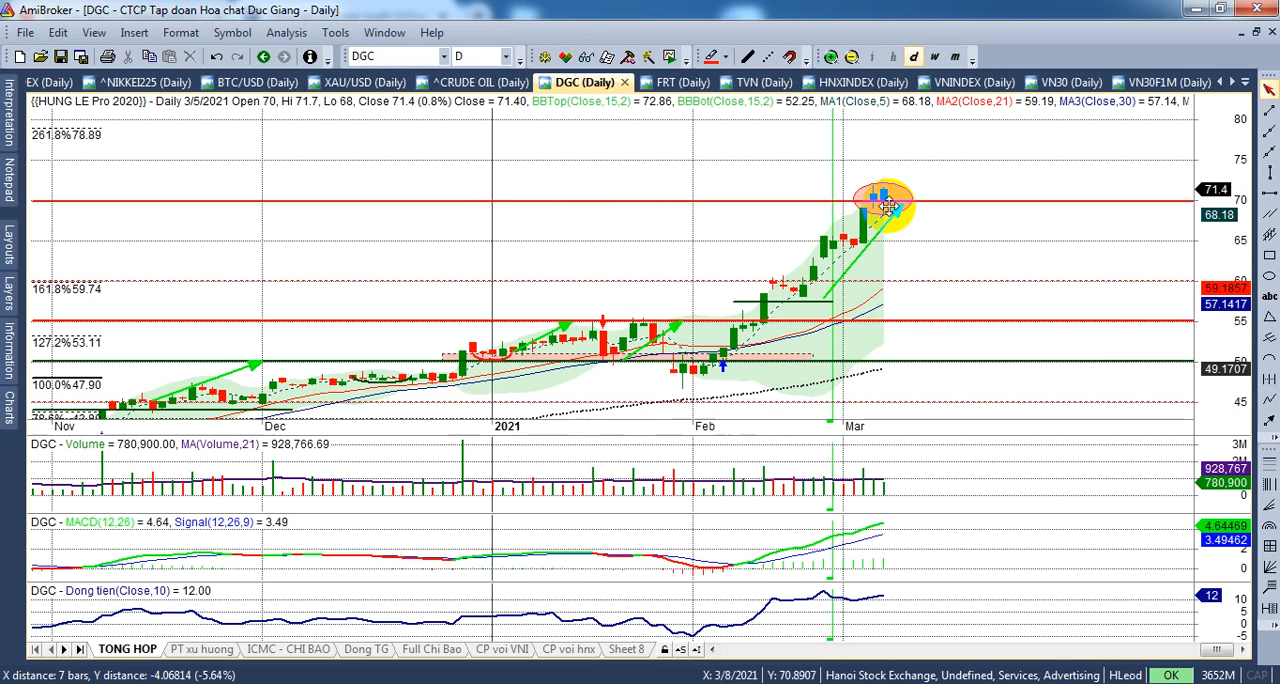 AmiBroker - [DGC - CTCP Tap doan Hoa chat Duc Giang - Daily]
File Edit View Insert Format Symbol Analysis Tools Window Help
DGC D i h d w m
EX (Daily) ^NIKKEI225 (Daily) BTC/USD (Daily) XAU/USD (Daily) ^CRUDE OIL (Daily) DGC (Daily) FRT (Daily) TVN (Daily) HNXINDEX (Daily) VNINDEX (Daily) VN30 (Daily) VN30F1M (Daily)
{{HUNG LE Pro 2020}} - Daily 3/5/2021 Open 70, Hi 71.7, Lo 68, Close 71.4 (0.8%) Close = 71.40, BBTop(Close,15,2) = 72.86, BBBot(Close,15,2) = 52.25, MA1(Close,5) = 68.18, MA2(Close,21) = 59.19, MA3(Close,30) = 57.14, M
Interpretation
Notepad
Layouts
Layers
Information
Charts
abc
261.8%78.89
161.8%59.74
127.2%53.11
100.0%47.90
80
75
71.4
70
68.18
65
60
59.1857
57.1417
55
50
49.1707
45
Nov Dec 2021 Feb Mar
DGC - Volume = 780,900.00, MA(Volume,21) = 928,766.69
3M
928,767
780,900
0
DGC - MACD(12,26) = 4.64, Signal(12,26,9) = 3.49
4.64469
3.49462
2
0
DGC - Dong tien(Close,10) = 12.00
12
10
5
0
-5
TONG HOP PT xu huong ICMC - CHI BAO Dong TG Full Chi Bao CP voi VNI CP voi hnx Sheet 8
X distance: 7 bars, Y distance: -4.06814 (-5.64%) X: 3/8/2021 Y: 70.8907 Hanoi Stock Exchange, Undefined, Services, Advertising HLeod OK 3652M CAP